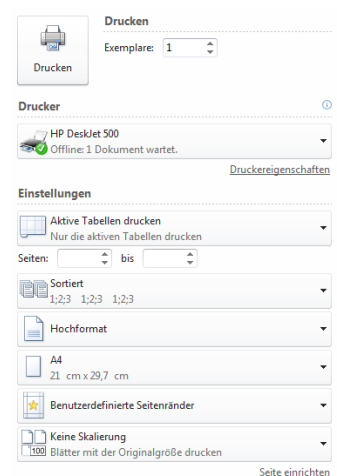 Drucken
Exemplare: 1
Drucken
Drucker
HP DeskJet 500
Offline: 1 Dokument wartet.
Druckereigenschaften
Einstellungen
Aktive Tabellen drucken
Nur die aktiven Tabellen drucken
Seiten: bis
Sortiert
1;2;3 1;2;3 1;2;3
Hochformat
A4
21 cm x 29,7 cm
Benutzerdefinierte Seitenränder
Keine Skalierung
100 Blätter mit der Originalgröße drucken
Seite einrichten